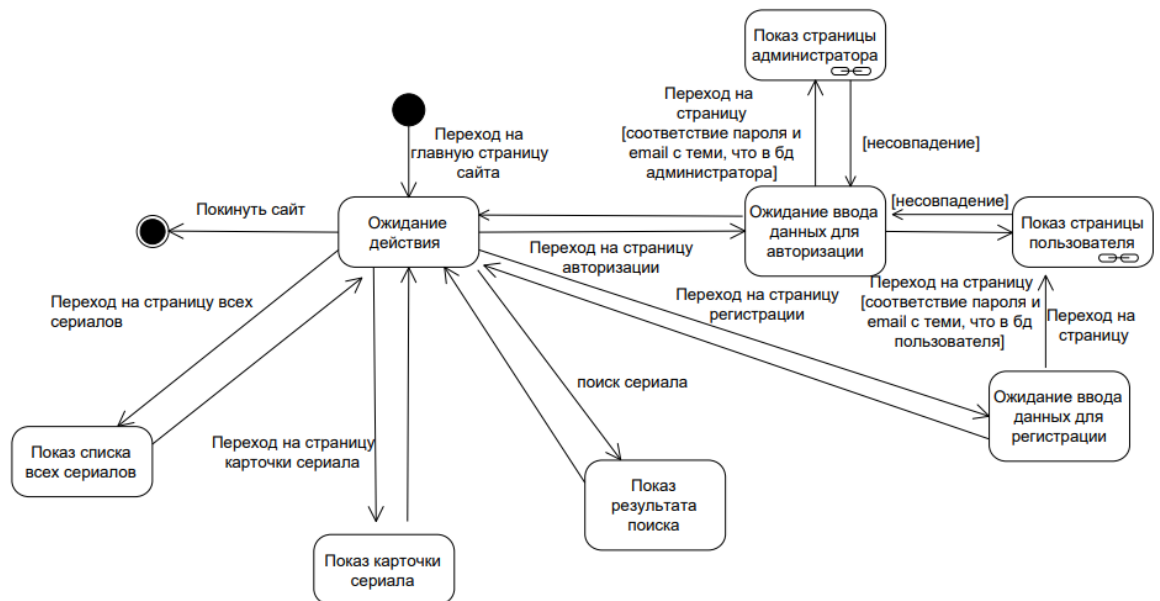 Показ страницы
администратора
Переход на
страницу
[соответствие пароля и
email с теми, что в бд
администратора]
[несовпадение]
Переход на
главную страницу
сайта
Покинуть сайт
Ожидание
действия
Ожидание ввода
данных для
авторизации
[несовпадение]
Показ страницы
пользователя
Переход на страницу
авторизации
Переход на страницу всех
сериалов
Переход на страницу
регистрации
Переход на страницу
[соответствие пароля и
email с теми, что в бд
пользователя]
Переход на
страницу
поиск сериала
Ожидание ввода
данных для
регистрации
Показ списка
всех сериалов
Переход на страницу
карточки сериала
Показ
результата
поиска
Показ карточки
сериала